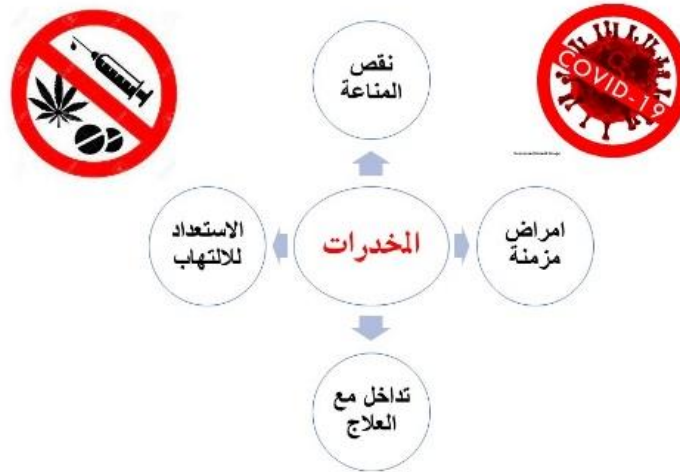 نقص
المناعة
COVID-19
امراض
مزمنة
المخدرات
الاستعداد
للالتهاب
تداخل مع
العلاج